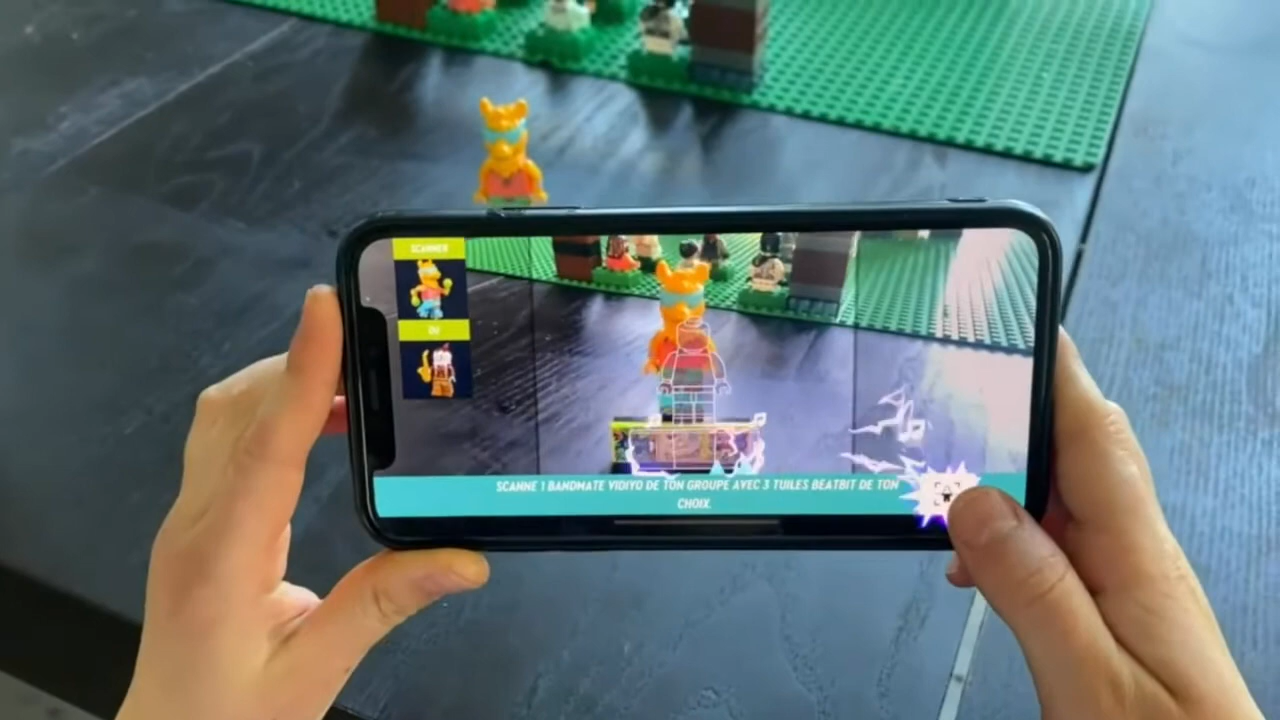 SCANNER
OU
SCANNE 1 BANDMATE VIDIYO DE TON GROUPE AVEC 3 TUILES BEATBIT DE TON
CHOIX.